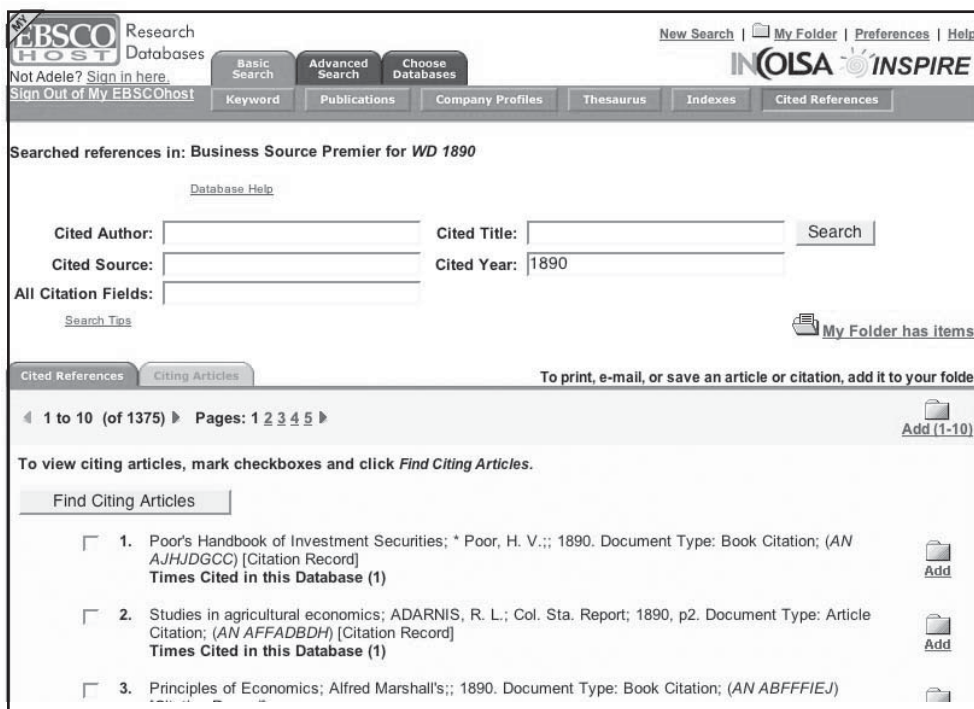 MY
EBSCO Research
HOST Databases
New Search | My Folder | Preferences | Help
Basic Search Advanced Search Choose Databases
INCOLSA INSPIRE
Not Adele? Sign in here.
Sign Out of My EBSCOhost
Keyword Publications Company Profiles Thesaurus Indexes Cited References
Searched references in: Business Source Premier for WD 1890
Database Help
Cited Author: Cited Title: Search
Cited Source: Cited Year: 1890
All Citation Fields:
Search Tips
My Folder has items
Cited References Citing Articles To print, e-mail, or save an article or citation, add it to your folde
1 to 10 (of 1375) Pages: 1 2 3 4 5
Add (1-10)
To view citing articles, mark checkboxes and click Find Citing Articles.
Find Citing Articles
1. Poor's Handbook of Investment Securities; * Poor, H. V.;; 1890. Document Type: Book Citation; (AN
AJHJDGCC) [Citation Record]
Times Cited in this Database (1)
Add
2. Studies in agricultural economics; ADARNIS, R. L.; Col. Sta. Report; 1890, p2. Document Type: Article
Citation; (AN AFFADBDH) [Citation Record]
Times Cited in this Database (1)
Add
3. Principles of Economics; Alfred Marshall's;; 1890. Document Type: Book Citation; (AN ABFFFIEJ)